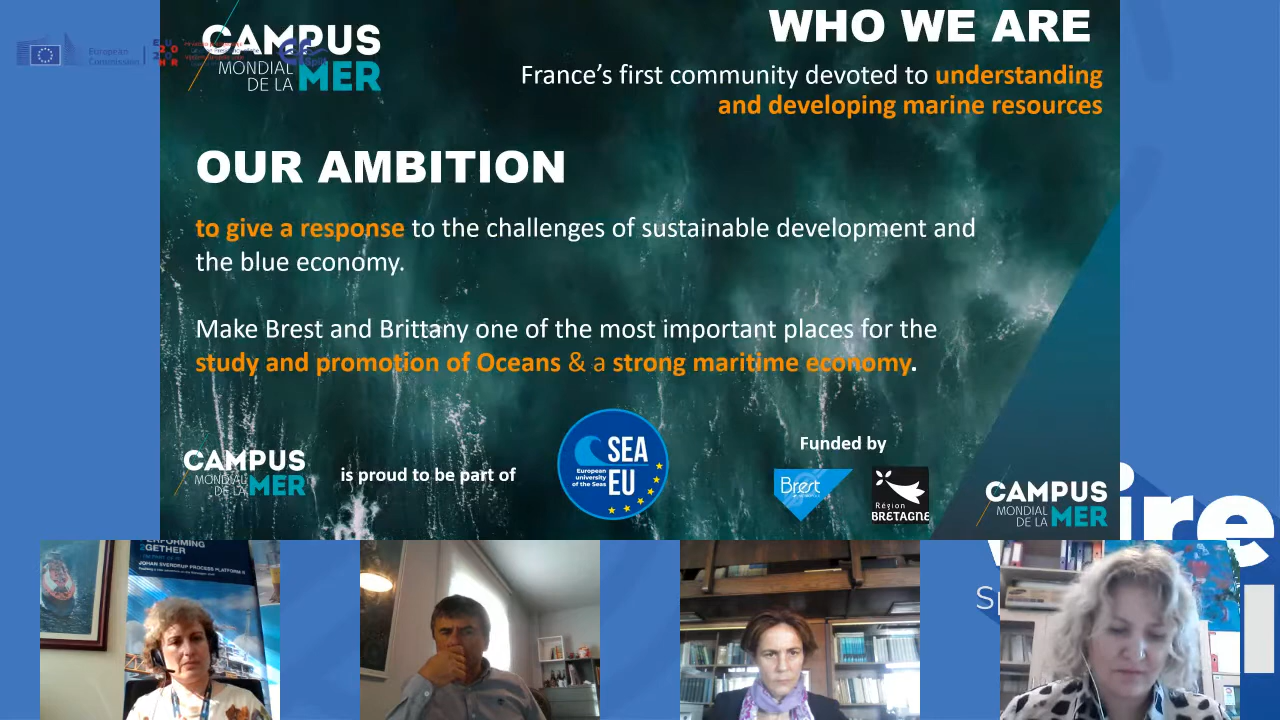 European
Commission
CAMPUS
MONDIAL
DE LA MER
WHO WE ARE
France's first community devoted to understanding
and developing marine resources
OUR AMBITION
to give a response to the challenges of sustainable development and
the blue economy.
Make Brest and Brittany one of the most important places for the
study and promotion of Oceans & a strong maritime economy.
CAMPUS
MONDIAL
DE LA MER
is proud to be part of
SEA
EU
European
university
of the Seas
Funded by
Brest
Région
BRETAGNE
CAMPUS
MONDIAL
DE LA MER
ire
GETHER
JOHAN SVERDRUP PROCESS PLATFORM II